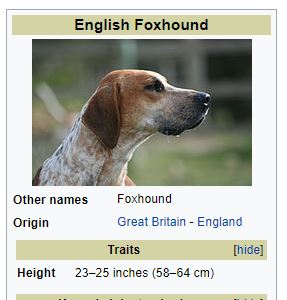 English Foxhound
Other names Foxhound
Origin Great Britain - England
Traits [hide]
Height 23–25 inches (58–64 cm)